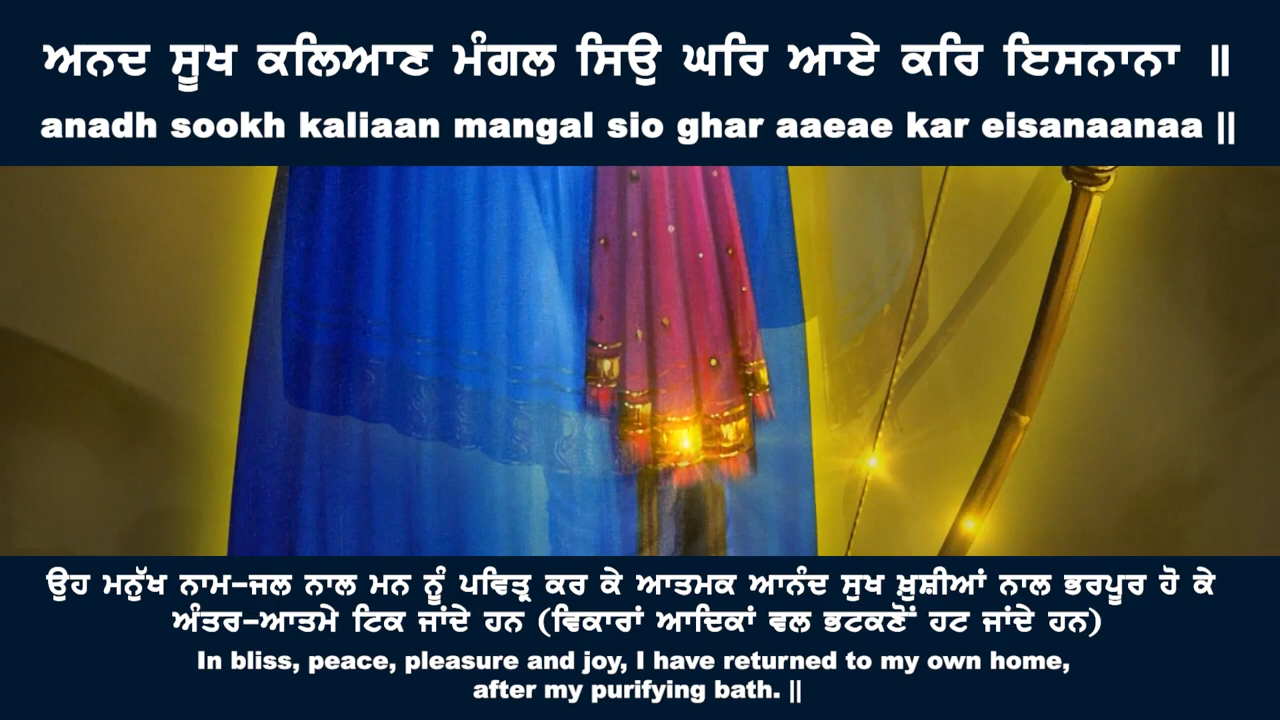 ਅਨਦ ਸੂਖ ਕਲਿਆਣ ਮੰਗਲ ਸਿਉ ਘਰਿ ਆਏ ਕਰਿ ਇਸਨਾਨਾ ॥
anadh sookh kaliaan mangal sio ghar aaeae kar eisanaanaa ||
ਉਹ ਮਨੁੱਖ ਨਾਮ-ਜਲ ਨਾਲ ਮਨ ਨੂੰ ਪਵਿਤ੍ਰ ਕਰ ਕੇ ਆਤਮਕ ਆਨੰਦ ਸੁਖ ਖ਼ੁਸ਼ੀਆਂ ਨਾਲ ਭਰਪੂਰ ਹੋ ਕੇ
ਅੰਤਰ-ਆਤਮੇ ਟਿਕ ਜਾਂਦੇ ਹਨ (ਵਿਕਾਰਾਂ ਆਦਿਕਾਂ ਵਲ ਭਟਕਣੋਂ ਹਟ ਜਾਂਦੇ ਹਨ)
In bliss, peace, pleasure and joy, I have returned to my own home,
after my purifying bath. ||